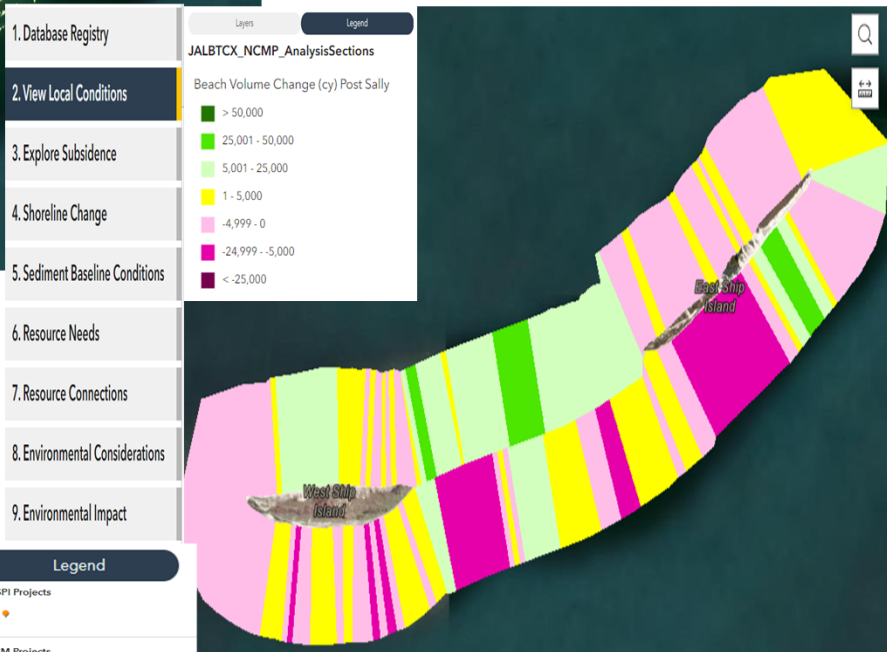 1. Database Registry
2. View Local Conditions
3. Explore Subsidence
4. Shoreline Change
5. Sediment Baseline Conditions
6. Resource Needs
7. Resource Connections
8. Environmental Considerations
9. Environmental Impact
Legend
SPI Projects
M Projects
Layers
Legend
JALBTCX_NCMP_AnalysisSections
Beach Volume Change (cy) Post Sally
> 50,000
25,001 - 50,000
5,001 - 25,000
1 - 5,000
-4,999 - 0
-24,999 - -5,000
< -25,000
East Ship
Island
West Ship
Island